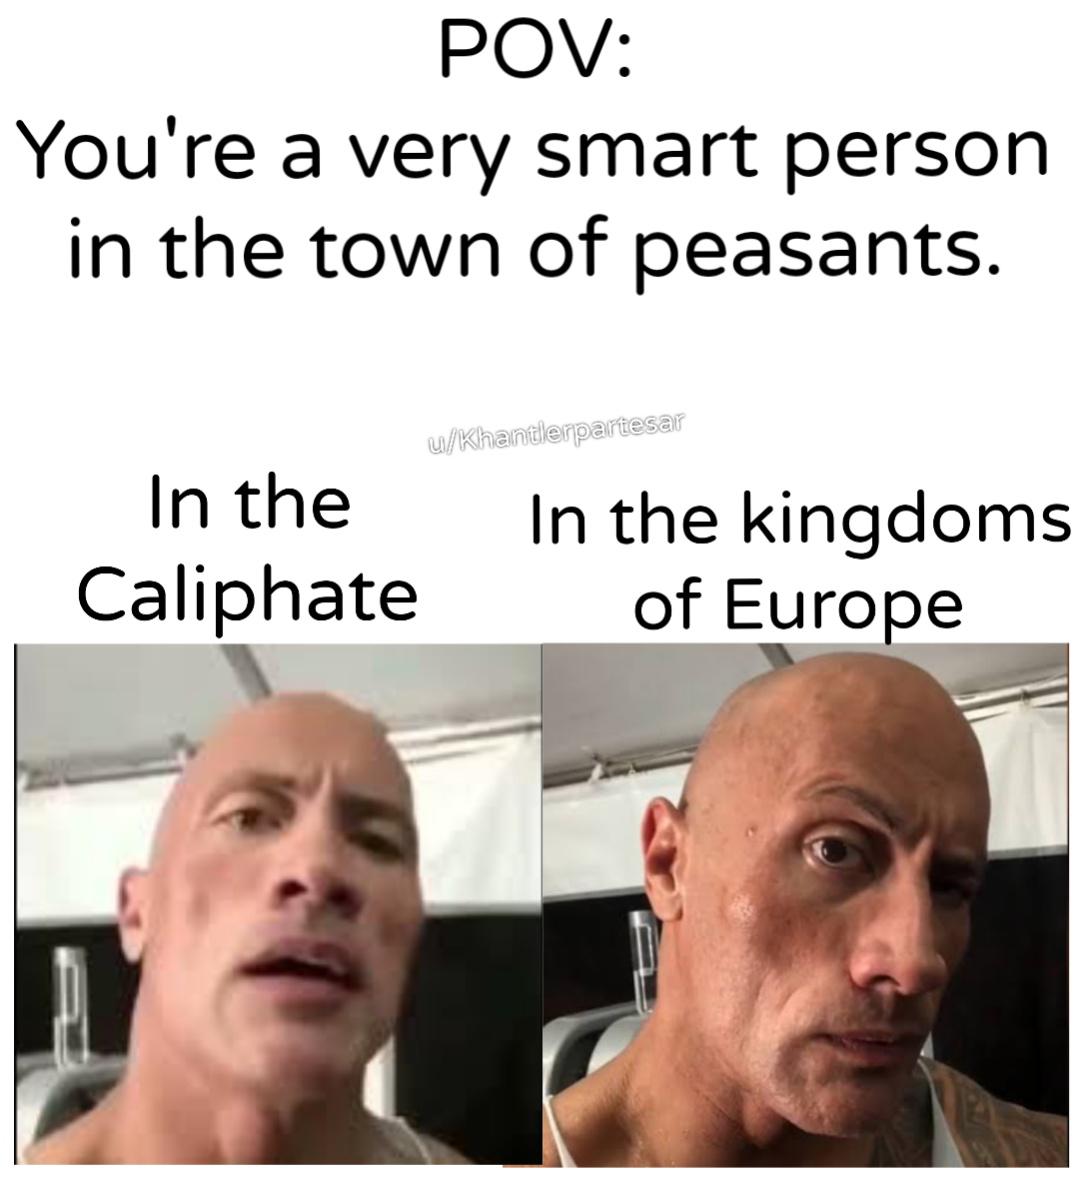 POV:
You're a very smart person
in the town of peasants.
u/Khantlerpartesar
In the
Caliphate
In the kingdoms
of Europe